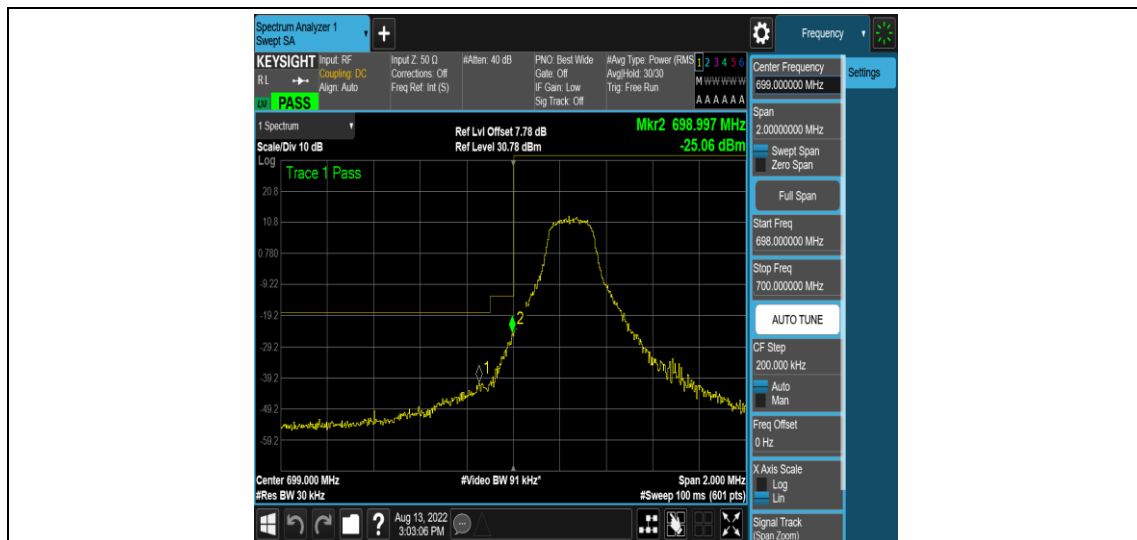 Spectrum Analyzer 1
Swept SA
+
Frequency
KEYSIGHT
RL
LXI
PASS
Input: RF
Coupling: DC
Align: Auto
Input Z: 50 Ω
Corrections: Off
Freq Ref: Int (S)
#Atten: 40 dB
PNO: Best Wide
Gate: Off
IF Gain: Low
Sig Track: Off
#Avg Type: Power (RMS
Avg|Hold: 30/30
Trig: Free Run
1 2 3 4 5 6
M W W W W W
A A A A A A
1 Spectrum
Scale/Div 10 dB
Ref Lvl Offset 7.78 dB
Ref Level 30.78 dBm
Mkr2 698.997 MHz
-25.06 dBm
Log
Trace 1 Pass
20.8
10.8
0.780
-9.22
-19.2
-29.2
-39.2
-49.2
-59.2
1
2
Center 699.000 MHz
#Res BW 30 kHz
#Video BW 91 kHz*
Span 2.000 MHz
#Sweep 100 ms (601 pts)
Center Frequency
699.000000 MHz
Settings
Span
2.00000000 MHz
Swept Span
Zero Span
Full Span
Start Freq
698.000000 MHz
Stop Freq
700.000000 MHz
AUTO TUNE
CF Step
200.000 kHz
Auto
Man
Freq Offset
0 Hz
X Axis Scale
Log
Lin
Signal Track
(Span Zoom)
?
Aug 13, 2022
3:03:06 PM